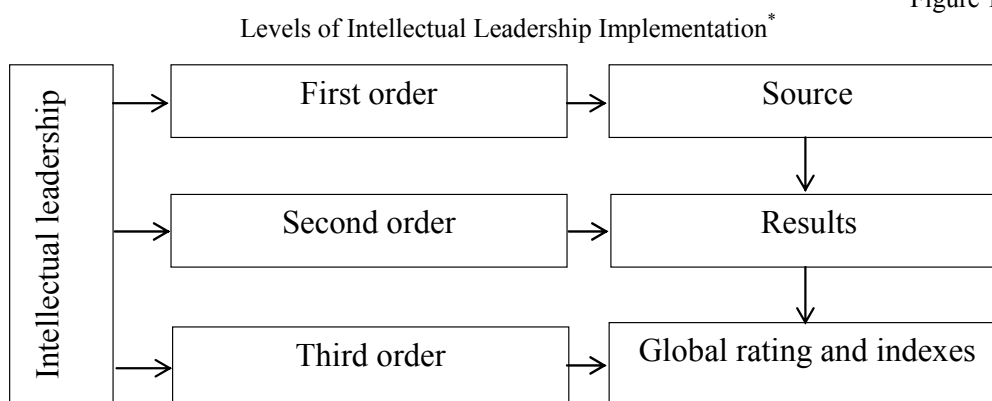 Figure 1
Levels of Intellectual Leadership Implementation*
Intellectual leadership
First order
Source
Second order
Results
Third order
Global rating and indexes